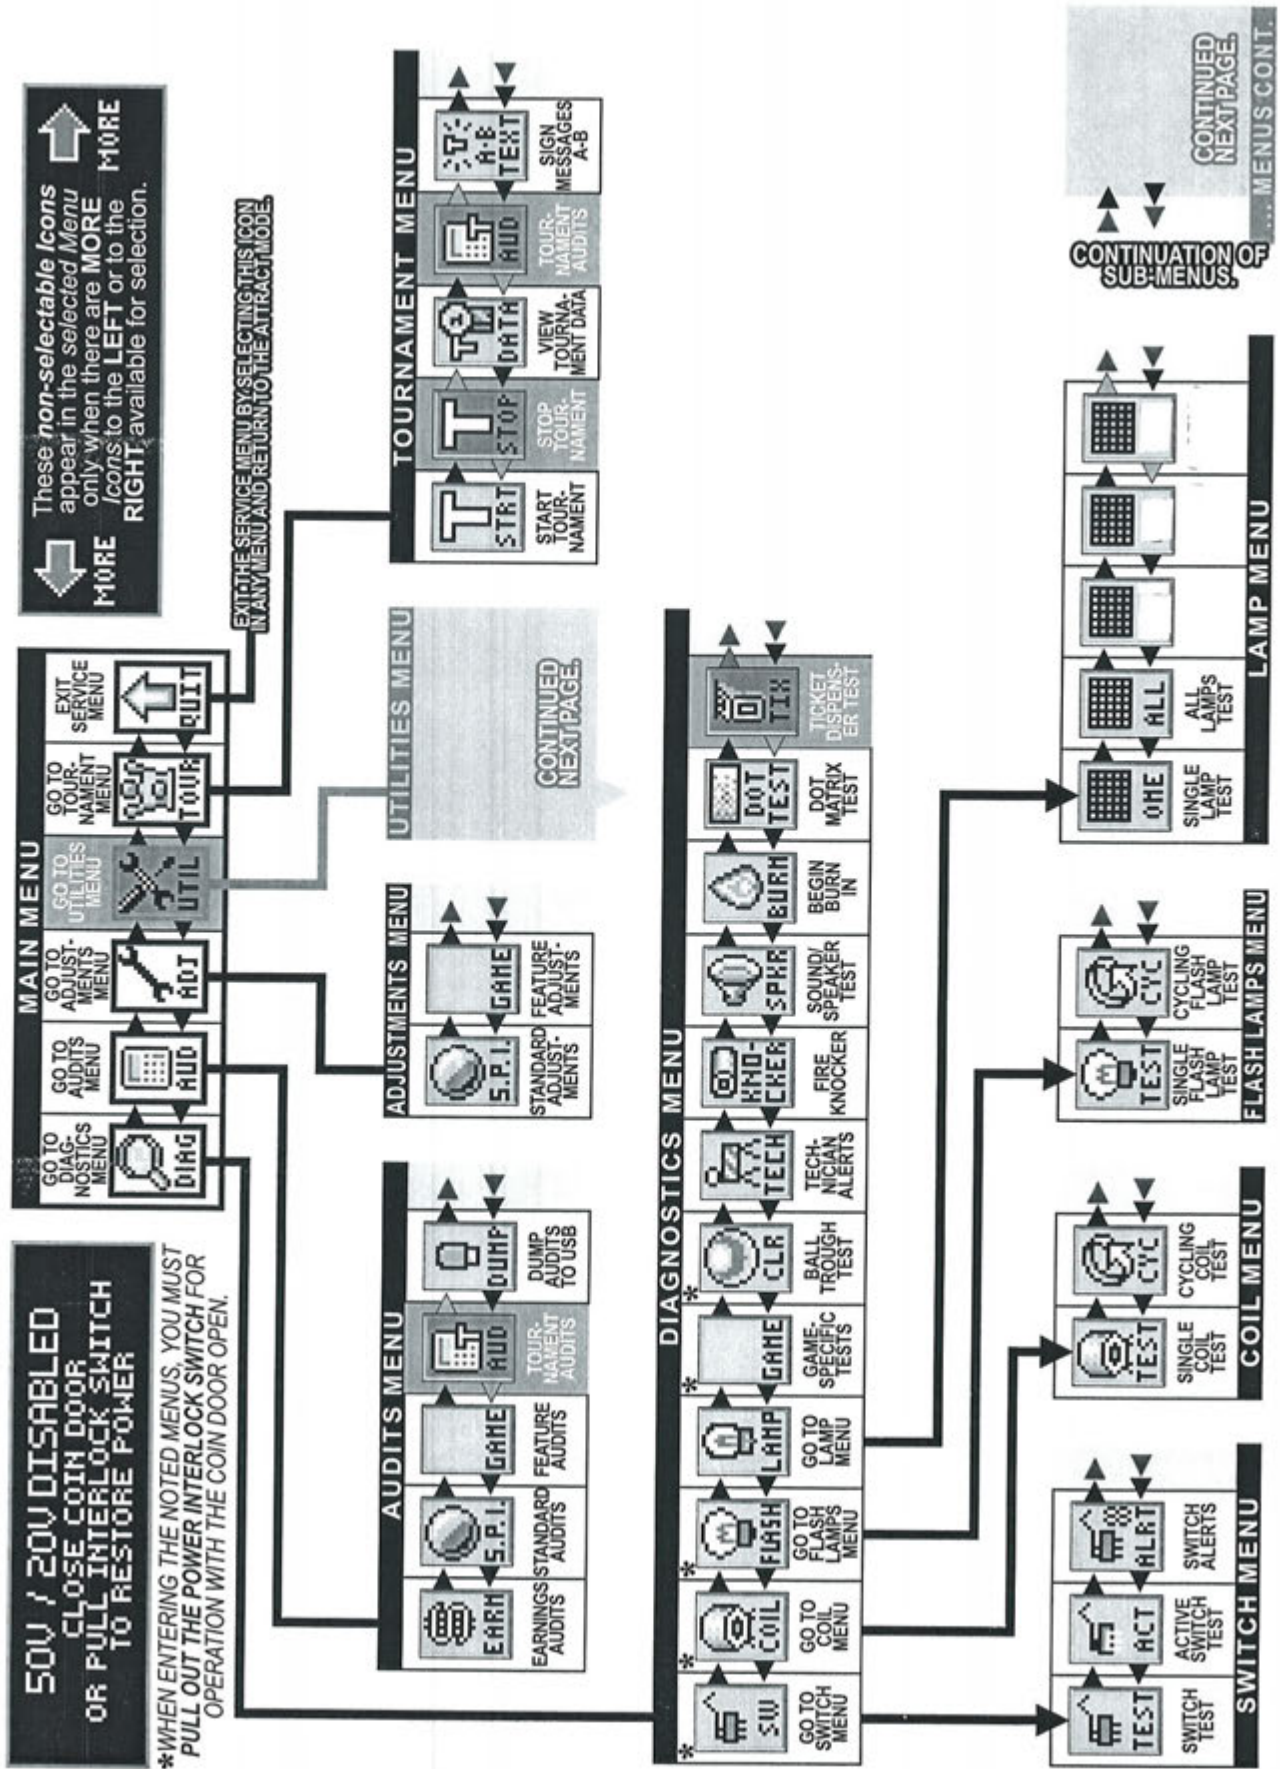 50V / 20V DISABLED
CLOSE COIN DOOR
OR PULL INTERLOCK SWITCH
TO RESTORE POWER
*WHEN ENTERING THE NOTED MENUS, YOU MUST
PULL OUT THE POWER INTERLOCK SWITCH FOR
OPERATION WITH THE COIN DOOR OPEN.
MAIN MENU
GO TO
DIAG-
NOSTICS
MENU
DIAG
GO TO
AUDITS
MENU
AUD
GO TO
ADJUST-
MENTS
MENU
ADJ
GO TO
UTILITIES
MENU
UTIL
GO TO
TOUR-
NAMENT
MENU
TOUR
EXIT
SERVICE
MENU
QUIT
MORE
These non-selectable Icons
appear in the selected Menu
only when there are MORE
Icons to the LEFT or to the
RIGHT available for selection.
MORE
EXIT THE SERVICE MENU BY SELECTING THIS ICON
IN ANY MENU AND RETURN TO THE ATTRACT MODE.
AUDITS MENU
EARN
EARNINGS
AUDITS
S.P.I.
STANDARD
AUDITS
GAME
FEATURE
AUDITS
AUD
TOUR-
NAMENT
AUDITS
DUMP
DUMP
AUDITS
TO USB
ADJUSTMENTS MENU
S.P.I.
STANDARD
ADJUST-
MENTS
GAME
FEATURE
ADJUST-
MENTS
UTILITIES MENU
CONTINUED
NEXT PAGE.
TOURNAMENT MENU
STRT
START
TOUR-
NAMENT
STOP
STOP
TOUR-
NAMENT
DATA
VIEW
TOURNA-
MENT DATA
AUD
TOUR-
NAMENT
AUDITS
A-B
TEXT
SIGN
MESSAGES
A-B
DIAGNOSTICS MENU
*
SW
GO TO
SWITCH
MENU
*
COIL
GO TO
COIL
MENU
*
FLASH
GO TO
FLASH
LAMPS
MENU
LAMP
GO TO
LAMP
MENU
*
GAME
GAME-
SPECIFIC
TESTS
*
CLR
BALL
TROUGH
TEST
TECH
TECH-
NICIAN
ALERTS
KNO-
CKER
FIRE
KNOCKER
SPKR
SOUND/
SPEAKER
TEST
BURN
BEGIN
BURN
IN
DOT
TEST
DOT
MATRIX
TEST
TIX
TICKET
DISPENS-
ER TEST
TEST
SWITCH
TEST
ACT
ACTIVE
SWITCH
TEST
ALRT
SWITCH
ALERTS
SWITCH MENU
TEST
SINGLE
COIL
TEST
CYC
CYCLING
COIL
TEST
COIL MENU
TEST
SINGLE
FLASH
LAMP
TEST
CYC
CYCLING
FLASH
LAMP
TEST
FLASH LAMPS MENU
ONE
SINGLE
LAMP
TEST
ALL
ALL
LAMPS
TEST
LAMP MENU
CONTINUATION OF
SUB-MENUS.
CONTINUED
NEXT PAGE.
... MENUS CONT.